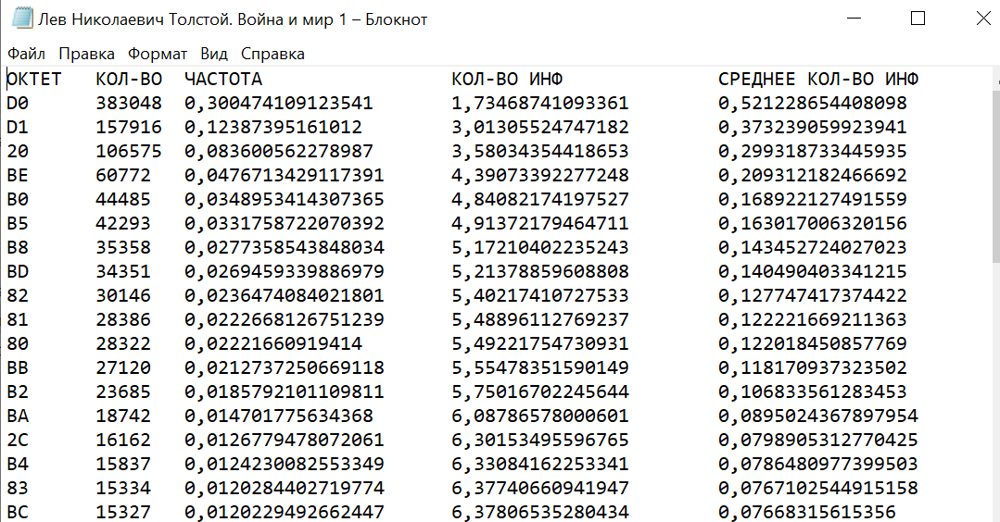 Лев Николаевич Толстой. Война и мир 1 – Блокнот
Файл Правка Формат Вид Справка
ОКТЕТ КОЛ-ВО ЧАСТОТА КОЛ-ВО ИНФ СРЕДНЕЕ КОЛ-ВО ИНФ
D0 383048 0,300474109123541 1,73468741093361 0,521228654408098
D1 157916 0,12387395161012 3,01305524747182 0,373239059923941
20 106575 0,083600562278987 3,58034354418653 0,299318733445935
BE 60772 0,0476713429117391 4,39073392277248 0,209312182466692
B0 44485 0,0348953414307365 4,84082174197527 0,168922127491559
B5 42293 0,0331758722070392 4,91372179464711 0,163017006320156
B8 35358 0,0277358543848034 5,17210402235243 0,143452724027023
BD 34351 0,0269459339886979 5,21378859608808 0,140490403341215
82 30146 0,0236474084021801 5,40217410727533 0,127747417374422
81 28386 0,0222668126751239 5,48896112769237 0,122221669211363
80 28322 0,02221660919414 5,49221754730931 0,122018450857769
BB 27120 0,0212737250669118 5,55478351590149 0,118170937323502
B2 23685 0,0185792101109811 5,75016702245644 0,106833561283453
BA 18742 0,014701775634368 6,08786578000601 0,0895024367897954
2C 16162 0,0126779478072061 6,30153495596765 0,0798905312770425
B4 15837 0,0124230082553349 6,33084162253341 0,0786480977399503
83 15334 0,0120284402719774 6,37740660941947 0,0767102544915158
BC 15327 0,0120229492662447 6,37806535280434 0,07668315615356